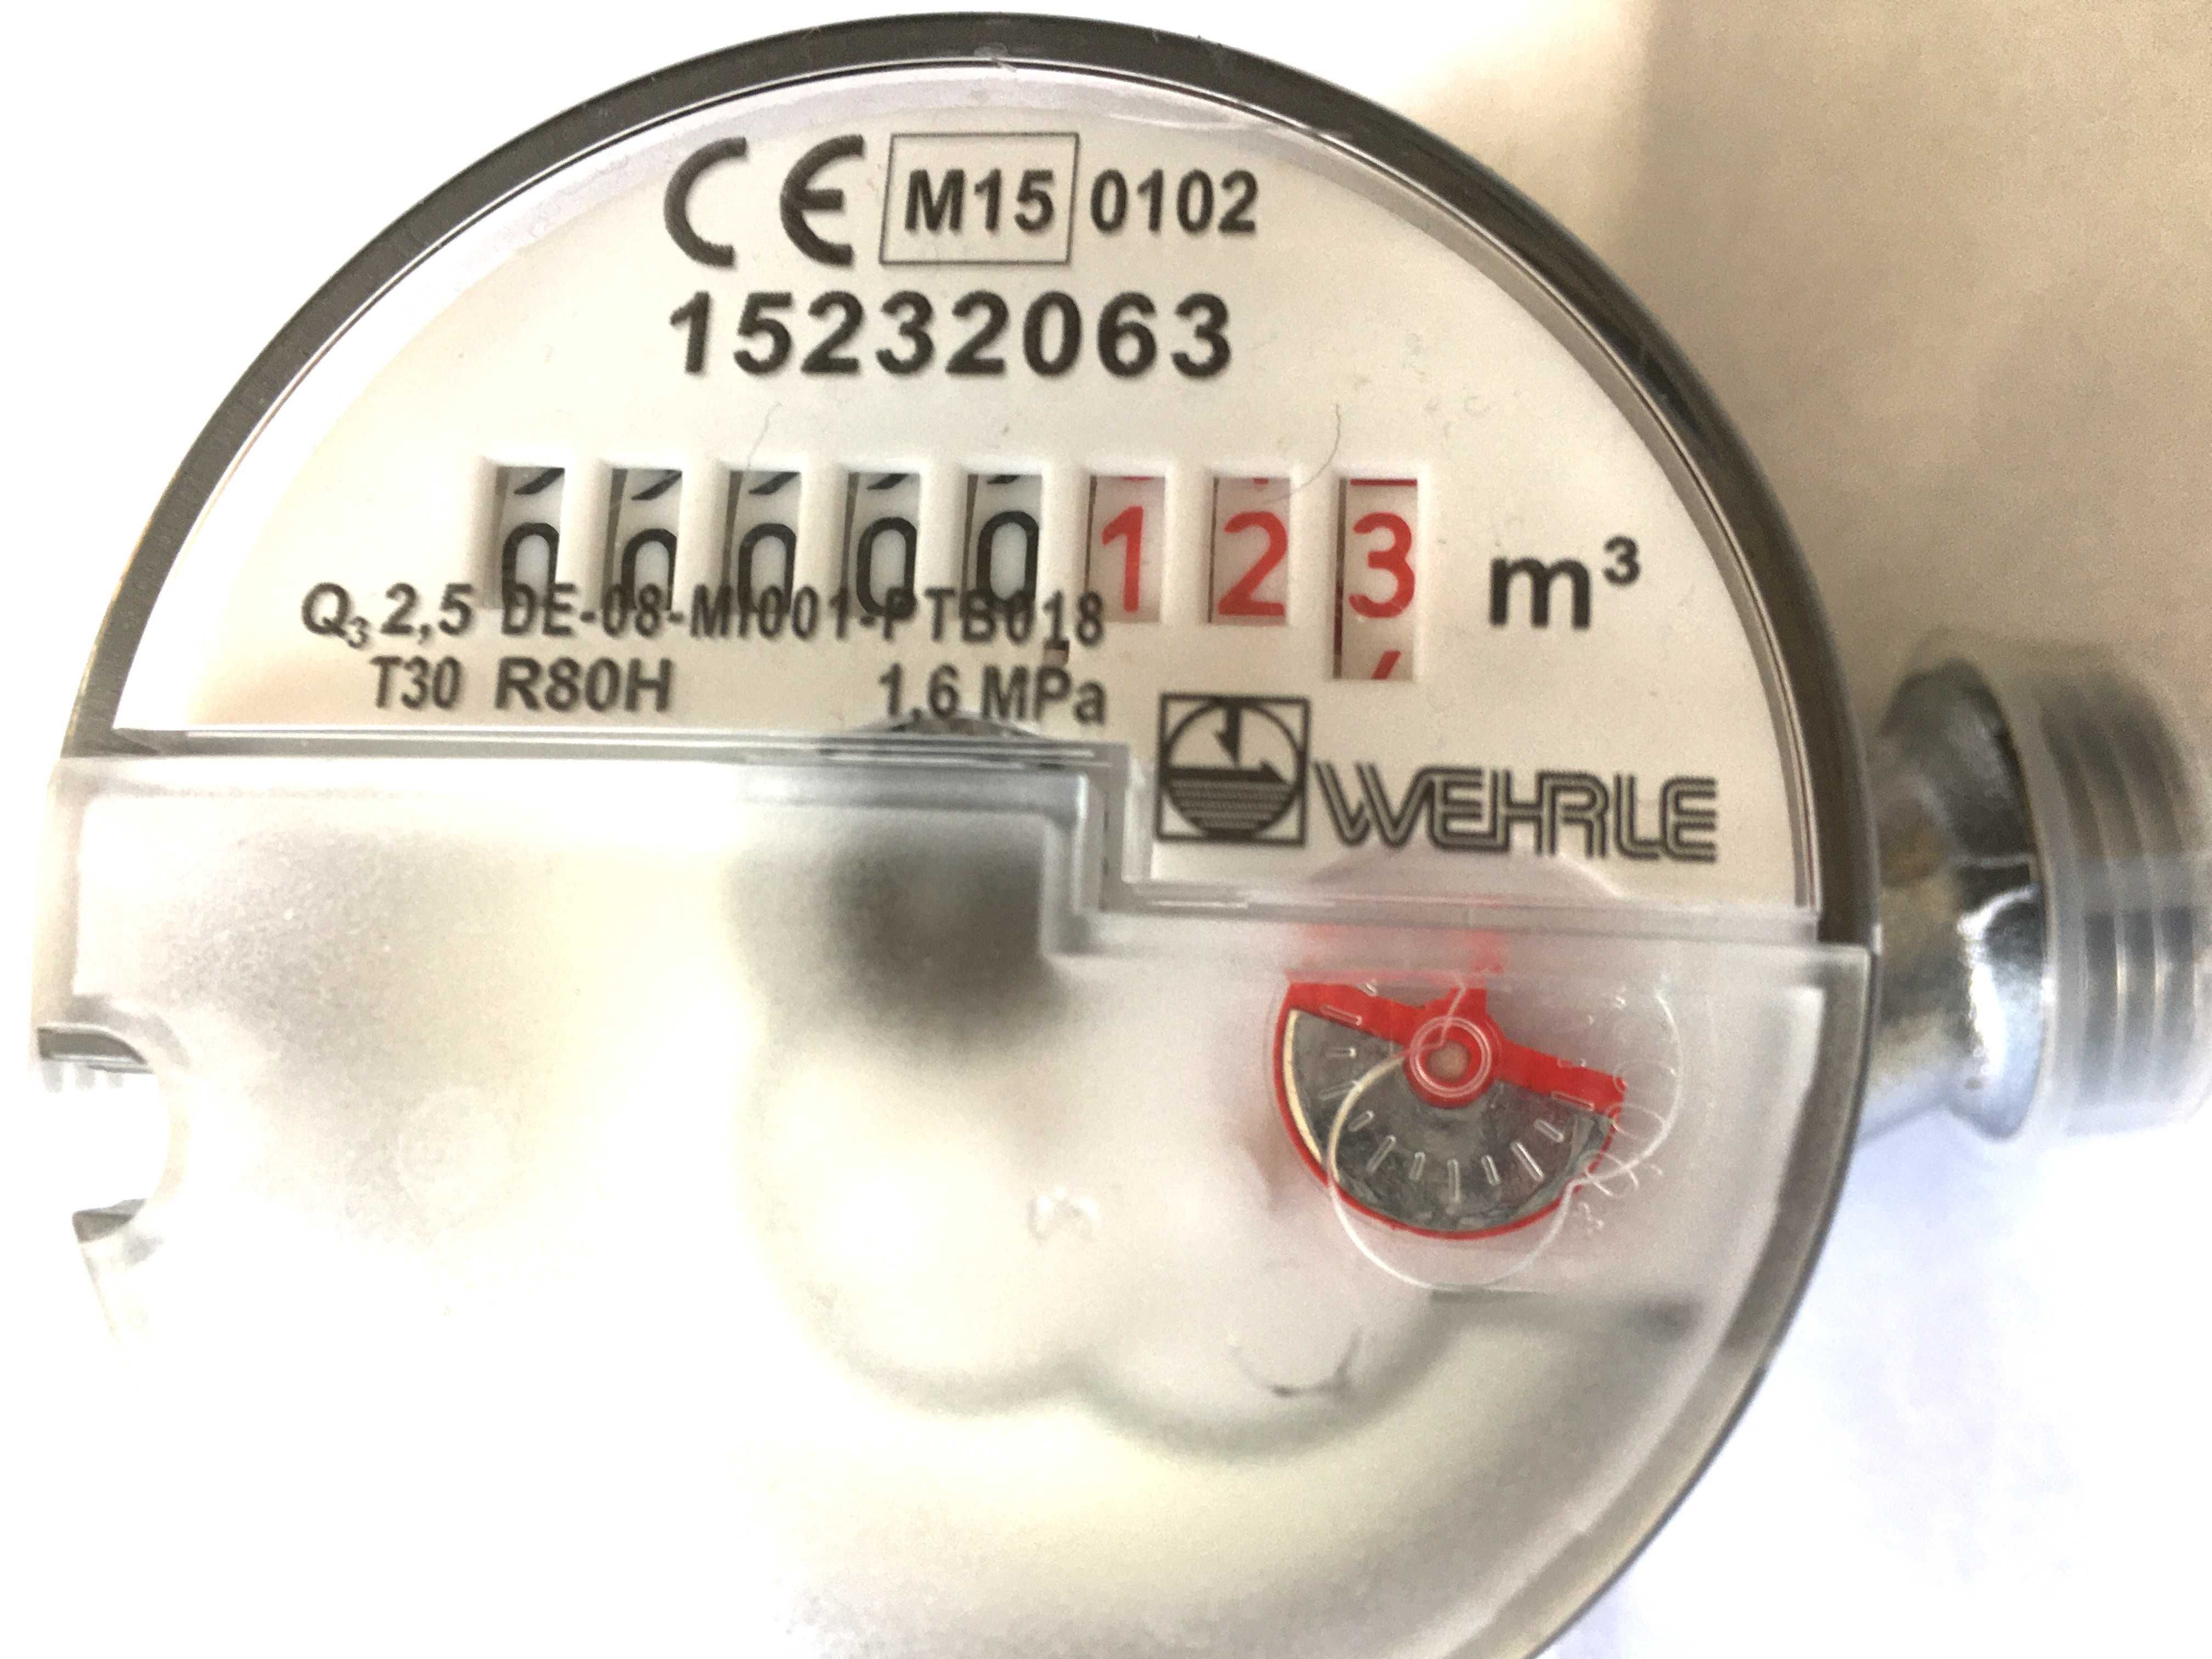 CE M15 0102
15232063
00000123 m³
Q₃ 2,5 DE-08-MI001-PTB018
T30 R80H 1,6 MPa
WEHRLE